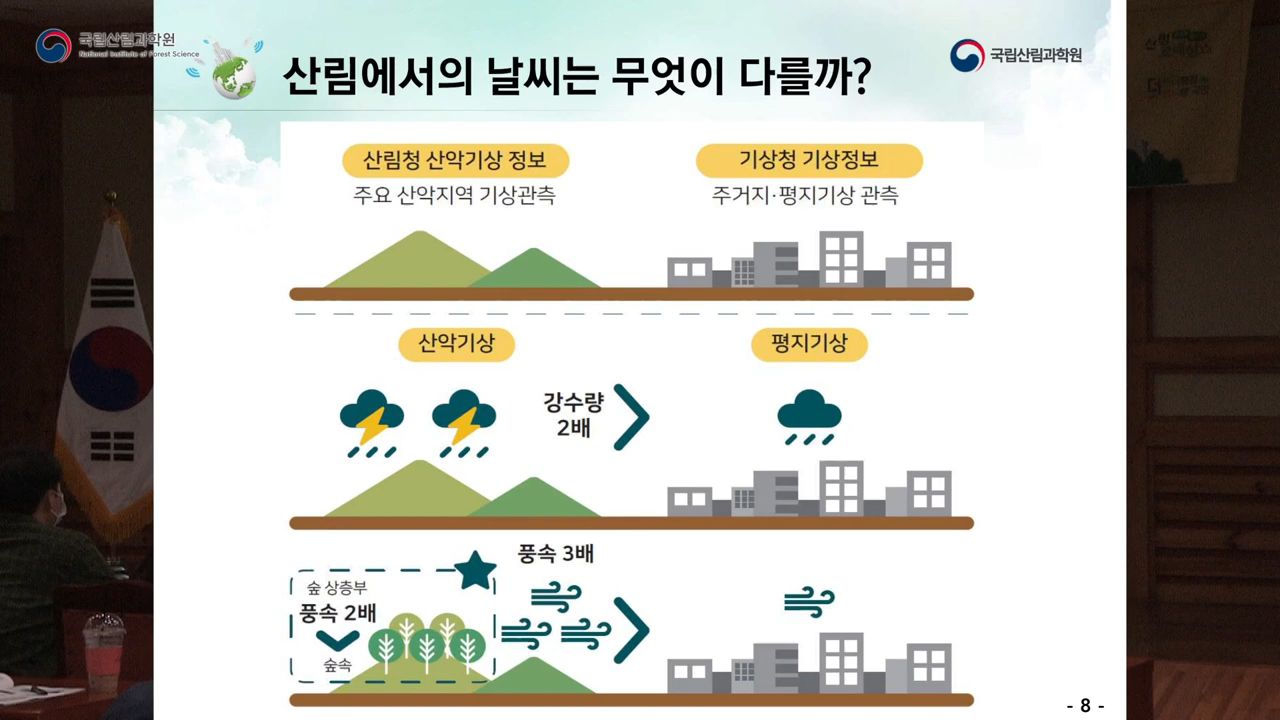 국립산림과학원
National Institute of Forest Science
산림에서의 날씨는 무엇이 다를까?
국립산림과학원
산림청 산악기상 정보
기상청 기상정보
주요 산악지역 기상관측
주거지·평지기상 관측
산악기상
평지기상
강수량
2배
풍속 3배
숲 상층부
풍속 2배
숲속
- 8 -